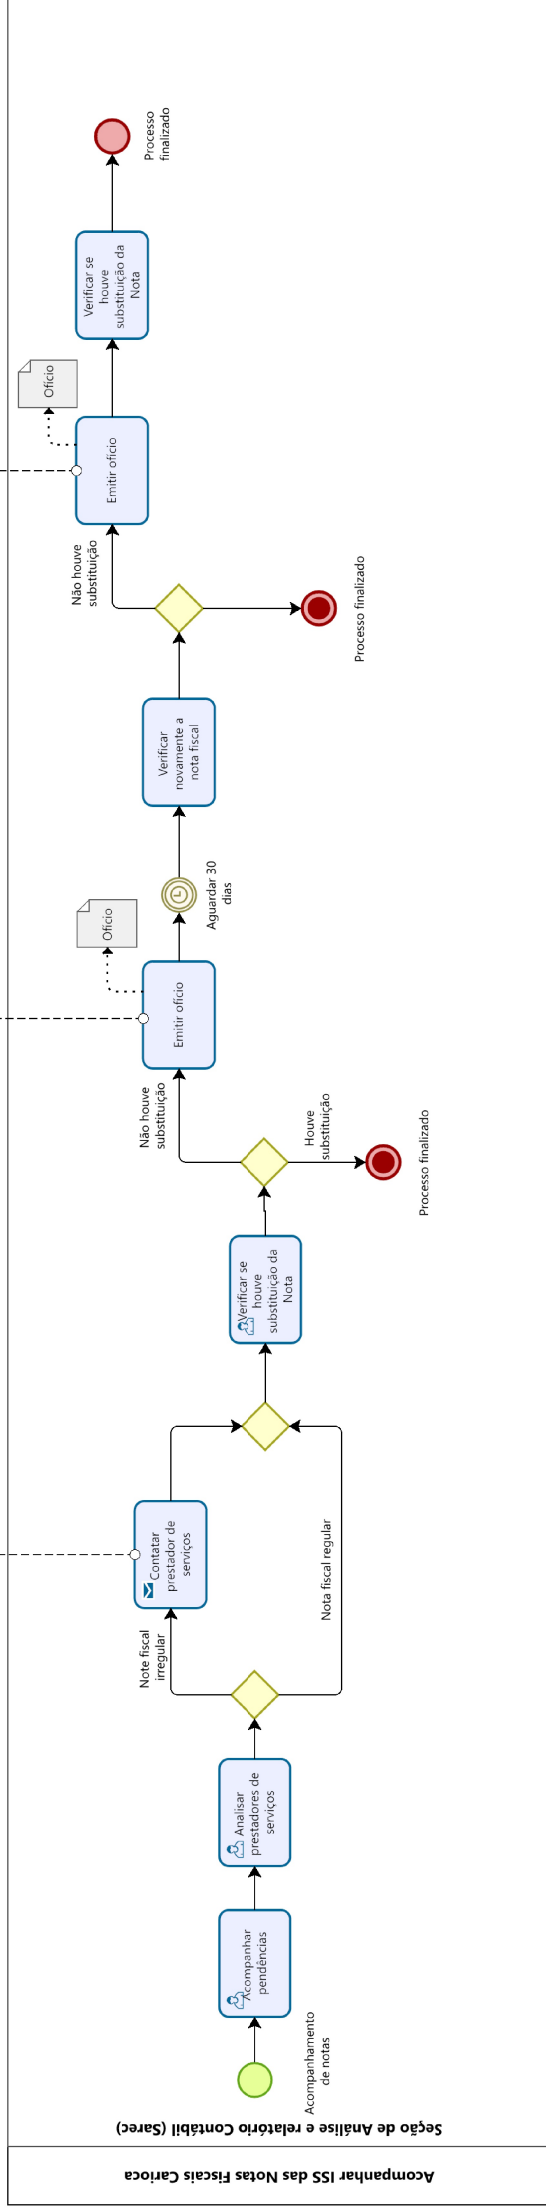 Acompanhar ISS das Notas Fiscais Carioca
Seção de Análise e relatório Contábil (Sarec)
Acompanhamento
de notas
Acompanhar
pendências
Analisar
prestadores de
serviços
Note fiscal
irregular
Contatar
prestador de
serviços
Nota fiscal regular
Verificar se
houve
substituição da
Nota
Não houve
substituição
Houve
substituição
Processo finalizado
Emitir ofício
Ofício
Aguardar 30
dias
Verificar
novamente a
nota fiscal
Não houve
substituição
Processo finalizado
Emitir ofício
Ofício
Verificar se
houve
substituição da
Nota
Processo
finalizado